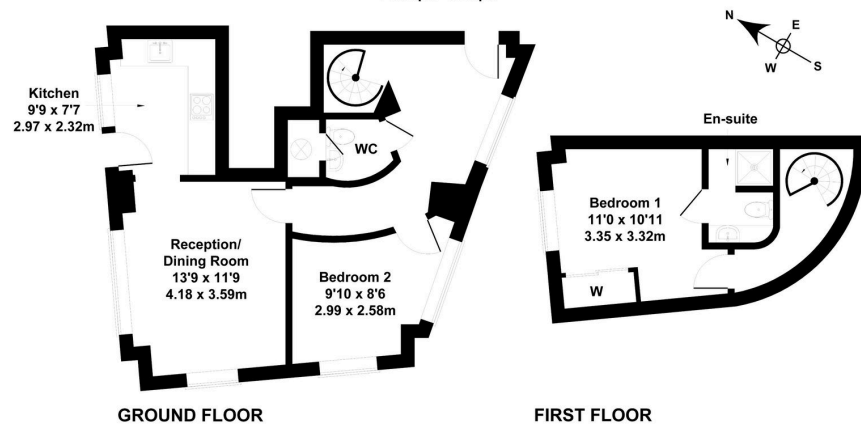 N
E
W
S
Kitchen
9'9 x 7'7
2.97 x 2.32m
WC
En-suite
Bedroom 1
11'0 x 10'11
3.35 x 3.32m
W
Reception/
Dining Room
13'9 x 11'9
4.18 x 3.59m
Bedroom 2
9'10 x 8'6
2.99 x 2.58m
GROUND FLOOR
FIRST FLOOR